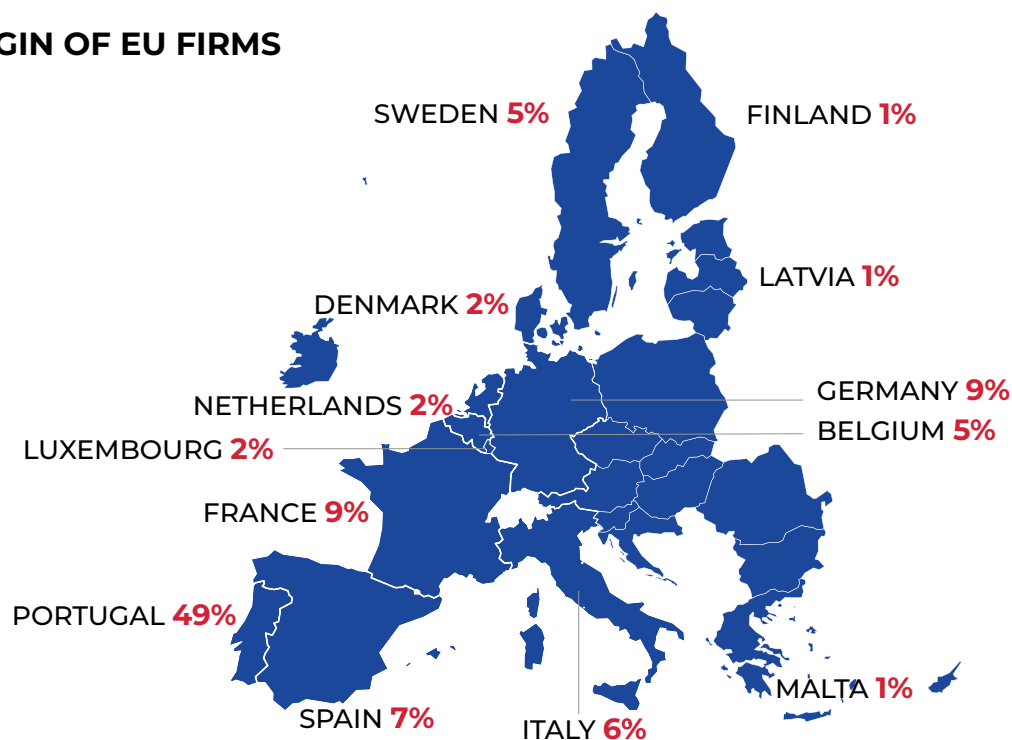 GIN OF EU FIRMS
SWEDEN 5%
FINLAND 1%
LATVIA 1%
DENMARK 2%
GERMANY 9%
NETHERLANDS 2%
BELGIUM 5%
LUXEMBOURG 2%
FRANCE 9%
PORTUGAL 49%
MALTA 1%
SPAIN 7%
ITALY 6%